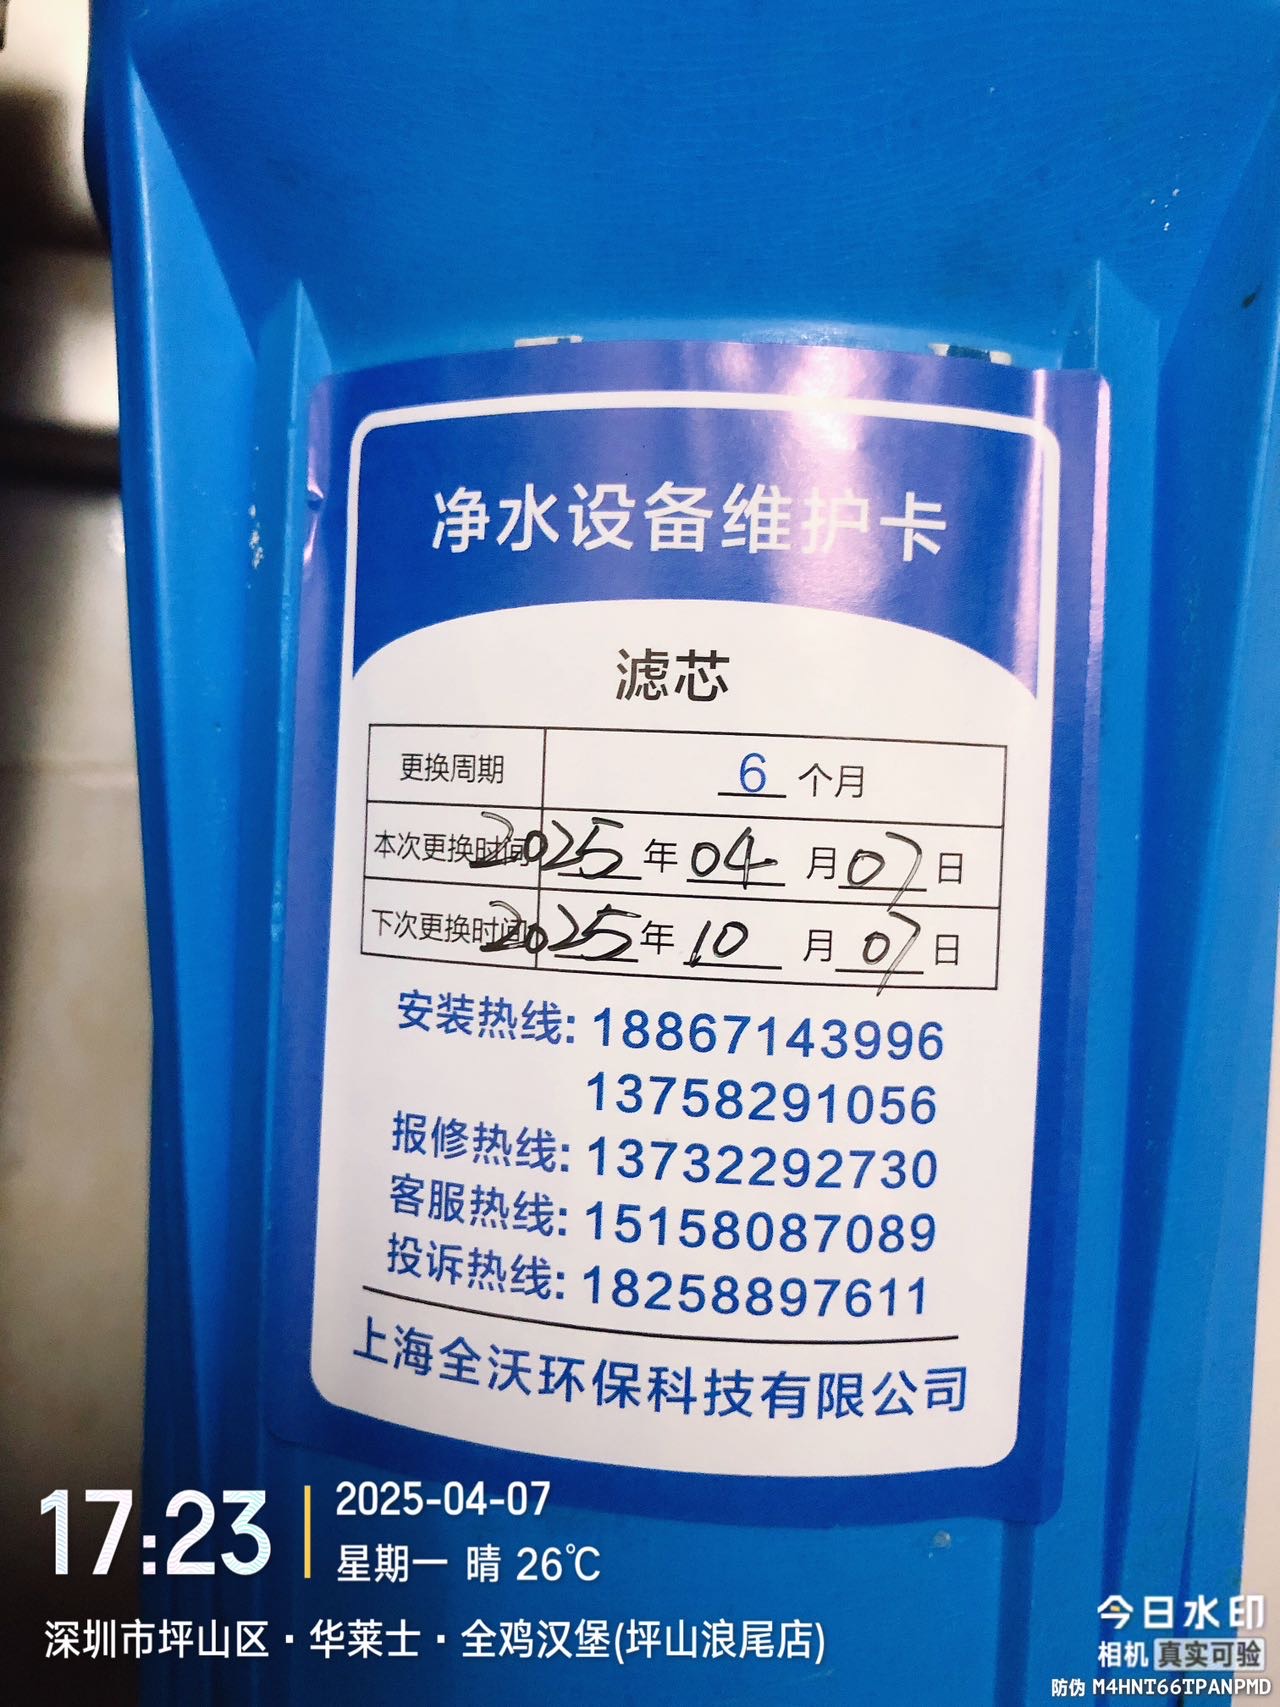 净水设备维护卡
滤芯
更换周期 6 个月
本次更换时间 2025 年 04 月 07 日
下次更换时间 2025 年 10 月 07 日
安装热线: 18867143996
13758291056
报修热线: 13732292730
客服热线: 15158087089
投诉热线: 18258897611
上海全沃环保科技有限公司
17:23
2025-04-07
星期一 晴 26℃
深圳市坪山区·华莱士·全鸡汉堡(坪山浪尾店)
今日水印
相机 真实可验
防伪 M4HNT66TPANPMD